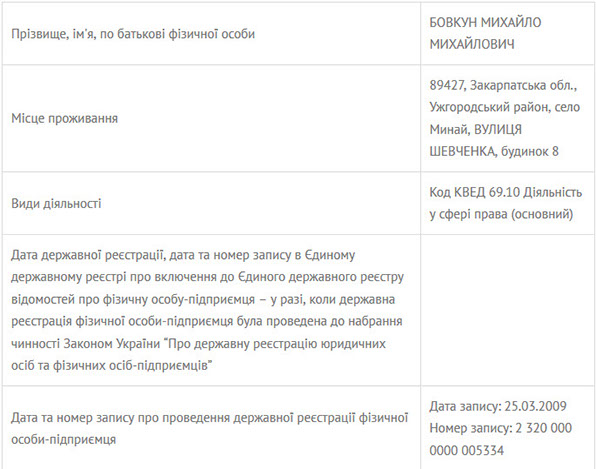 Прізвище, ім'я, по батькові фізичної особи
БОВКУН МИХАЙЛО
МИХАЙЛОВИЧ
Місце проживання
89427, Закарпатська обл.,
Ужгородський район, село
Минай, ВУЛИЦЯ
ШЕВЧЕНКА, будинок 8
Види діяльності
Код КВЕД 69.10 Діяльність
у сфері права (основний)
Дата державної реєстрації, дата та номер запису в Єдиному
державному реєстрі про включення до Єдиного державного реєстру
відомостей про фізичну особу-підприємця – у разі, коли державна
реєстрація фізичної особи-підприємця була проведена до набрання
чинності Законом України “Про державну реєстрацію юридичних
осіб та фізичних осіб-підприємців”
Дата та номер запису про проведення державної реєстрації фізичної
особи-підприємця
Дата запису: 25.03.2009
Номер запису: 2 320 000
0000 005334